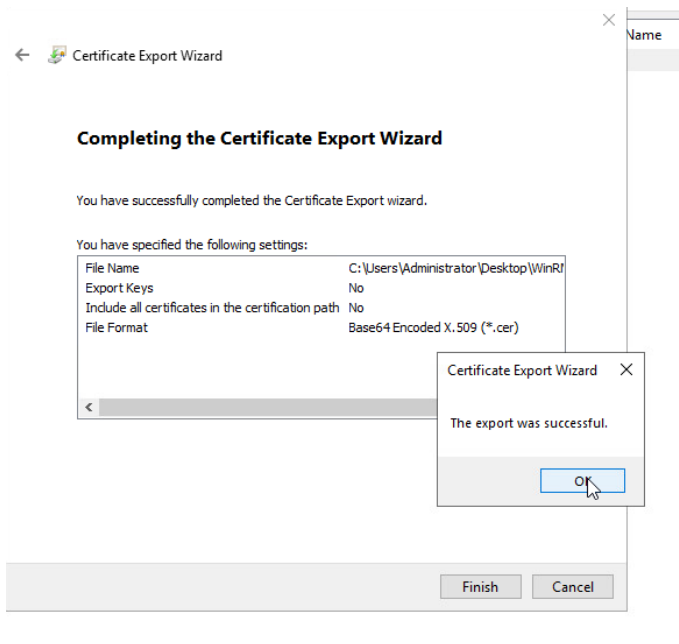 Name
Certificate Export Wizard
Completing the Certificate Export Wizard
You have successfully completed the Certificate Export wizard.
You have specified the following settings:
File Name C:\Users\Administrator\Desktop\WinR
Export Keys No
Include all certificates in the certification path No
File Format Base64 Encoded X.509 (*.cer)
Certificate Export Wizard
The export was successful.
OK
Finish Cancel